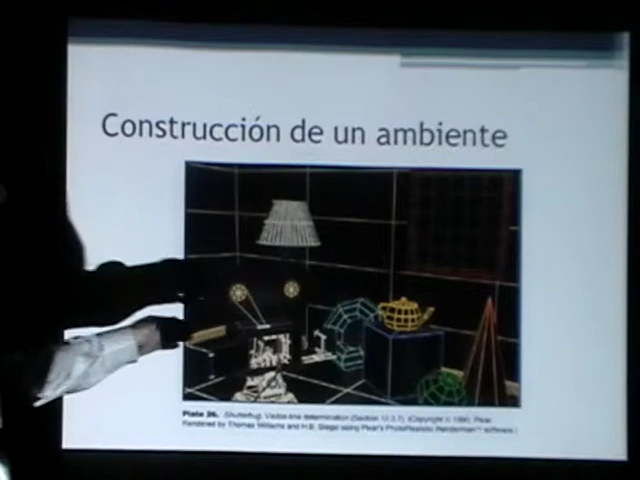 Construcción de un ambiente
Plate 26. Shutterbug. Visible-line determination (Section 13.3.7). (Copyright © 1990, Pixar.
Rendered by Thomas Williams and H.B. Siegel using Pixar's PhotoRealistic RenderMan™ software.)